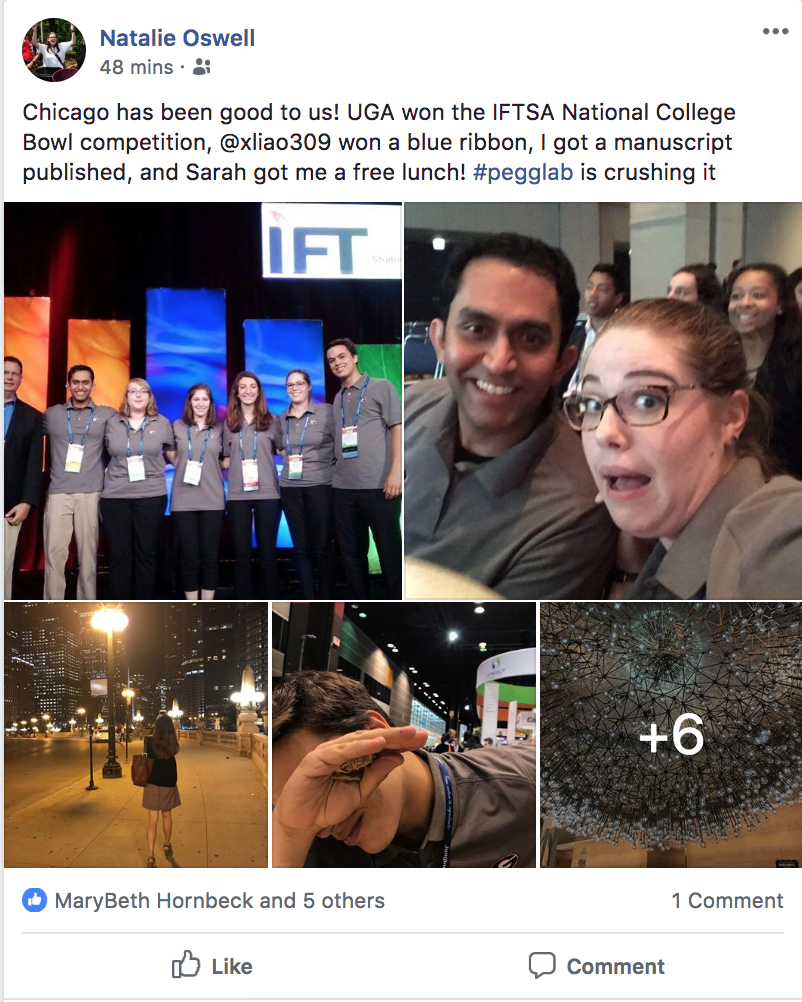 Natalie Oswell
48 mins ·
Chicago has been good to us! UGA won the IFTSA National College
Bowl competition, @xliao309 won a blue ribbon, I got a manuscript
published, and Sarah got me a free lunch! #pegglab is crushing it
IFT
+6
MaryBeth Hornbeck and 5 others
1 Comment
Like
Comment